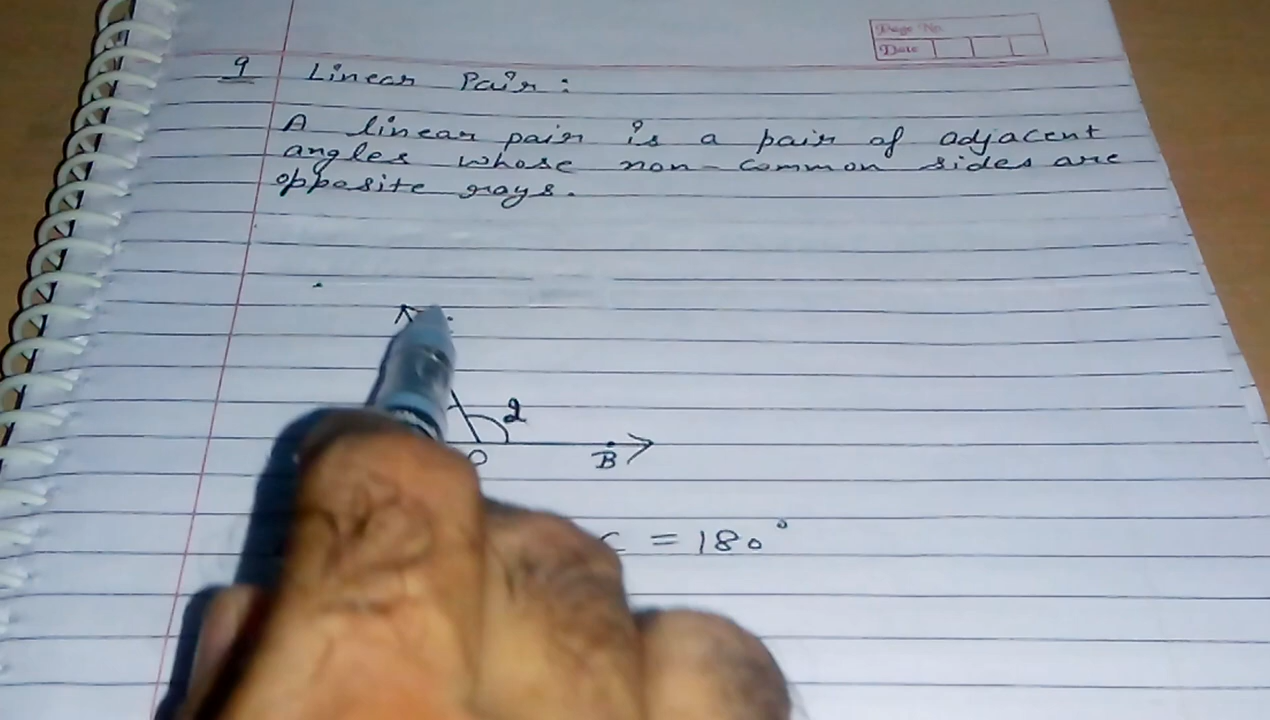 Page No.
Date
9 Linear Pair:
A linear pair is a pair of adjacent
angles whose non-common sides are
opposite rays.
2
O B
= 180°